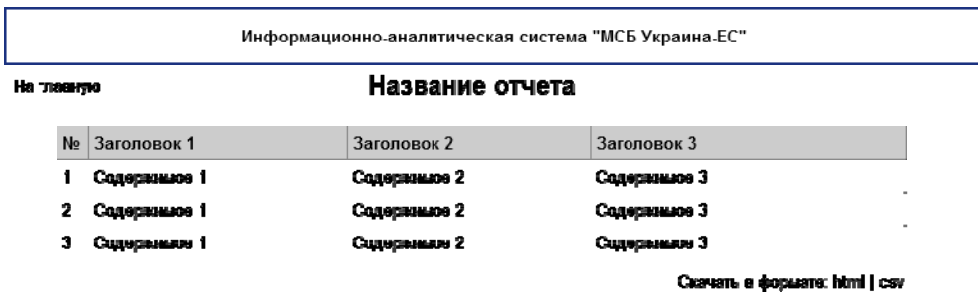 Информационно-аналитическая система "МСБ Украина-ЕС"
На главную
Название отчета
№ Заголовок 1 Заголовок 2 Заголовок 3
1 Содержимое 1 Содержимое 2 Содержимое 3
2 Содержимое 1 Содержимое 2 Содержимое 3
3 Содержимое 1 Содержимое 2 Содержимое 3
Скачать в формате: html | csv